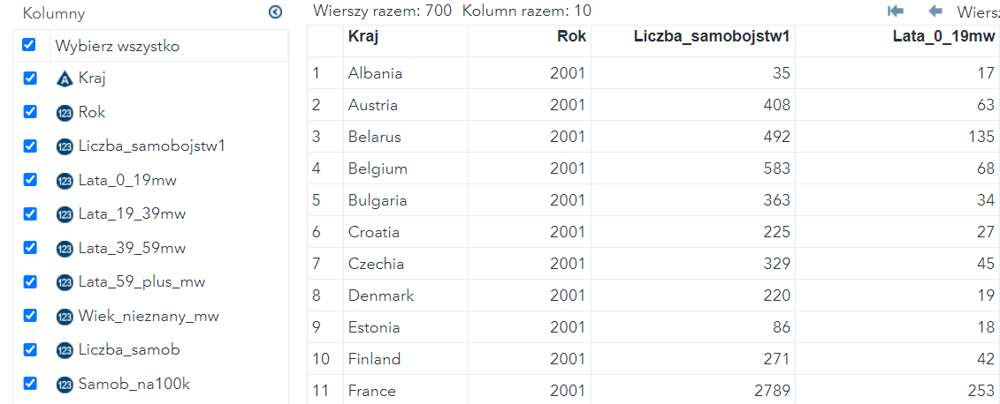 Kolumny
Wybierz wszystko
Kraj
Rok
Liczba_samobojstw1
Lata_0_19mw
Lata_19_39mw
Lata_39_59mw
Lata_59_plus_mw
Wiek_nieznany_mw
Liczba_samob
Samob_na100k
Wierszy razem: 700 Kolumn razem: 10 Wiersz
Kraj Rok Liczba_samobojstw1 Lata_0_19mw
1 Albania 2001 35 17
2 Austria 2001 408 63
3 Belarus 2001 492 135
4 Belgium 2001 583 68
5 Bulgaria 2001 363 34
6 Croatia 2001 225 27
7 Czechia 2001 329 45
8 Denmark 2001 220 19
9 Estonia 2001 86 18
10 Finland 2001 271 42
11 France 2001 2789 253